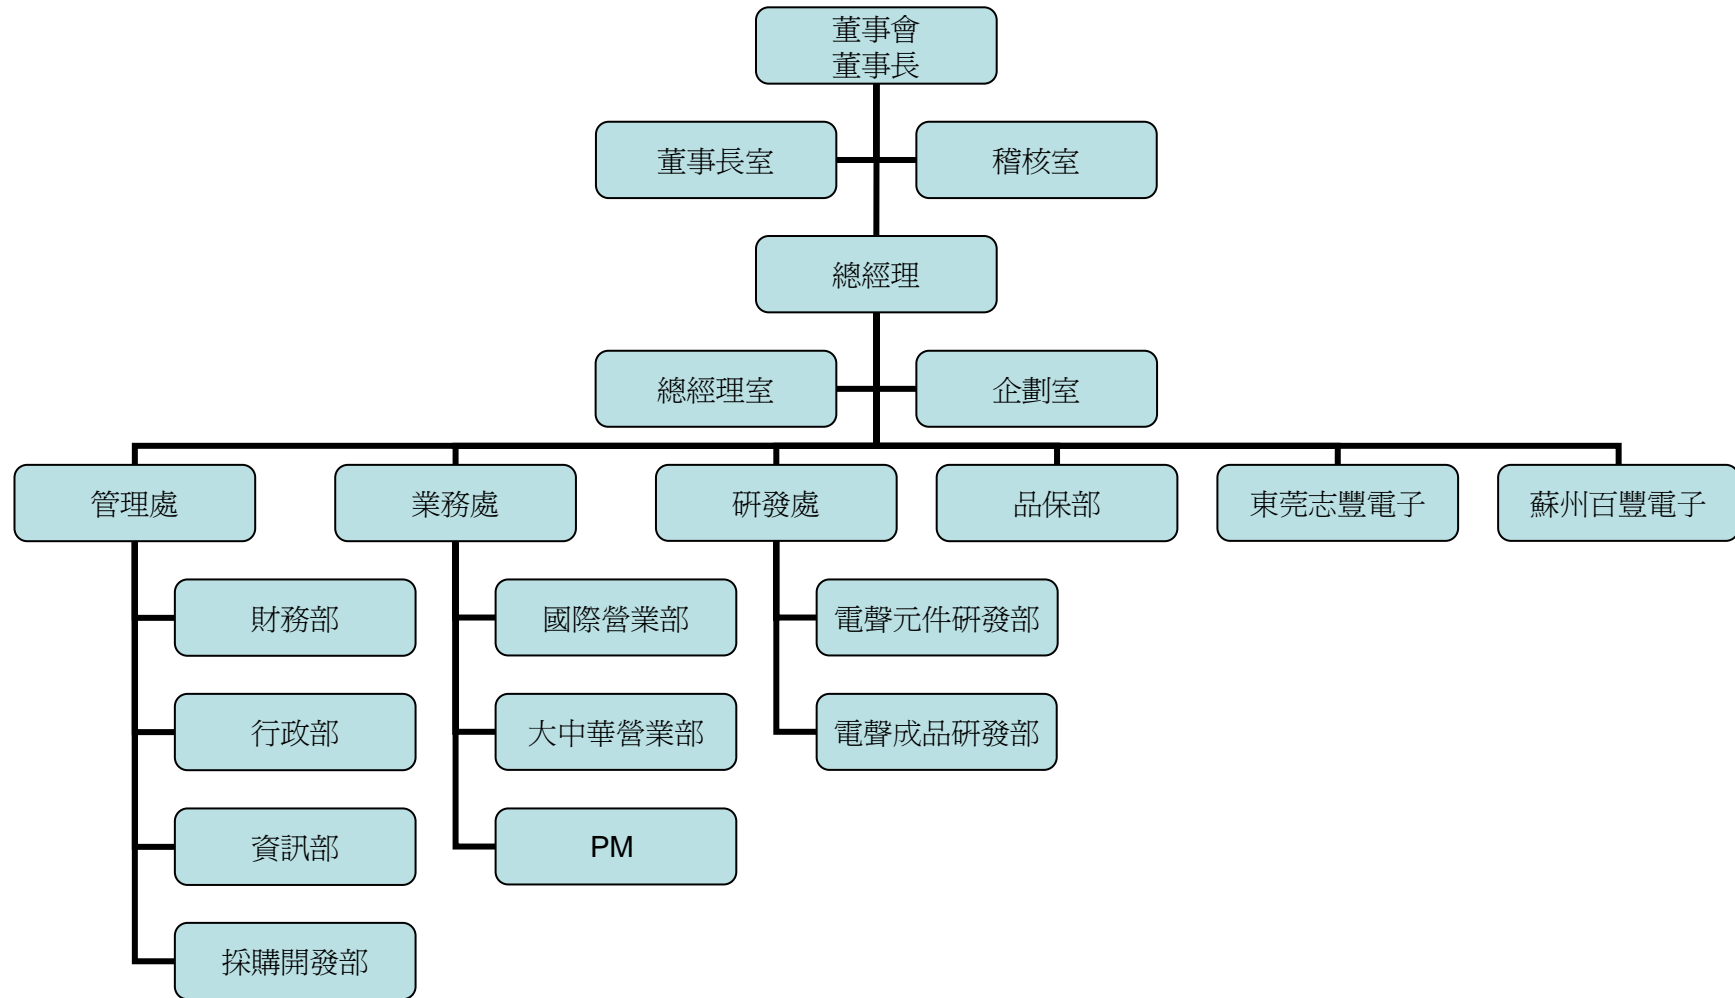 董事會
董事長
董事長室
稽核室
總經理
總經理室
企劃室
管理處
業務處
研發處
品保部
東莞志豐電子
蘇州百豐電子
財務部
國際營業部
電聲元件研發部
行政部
大中華營業部
電聲成品研發部
資訊部
PM
採購開發部